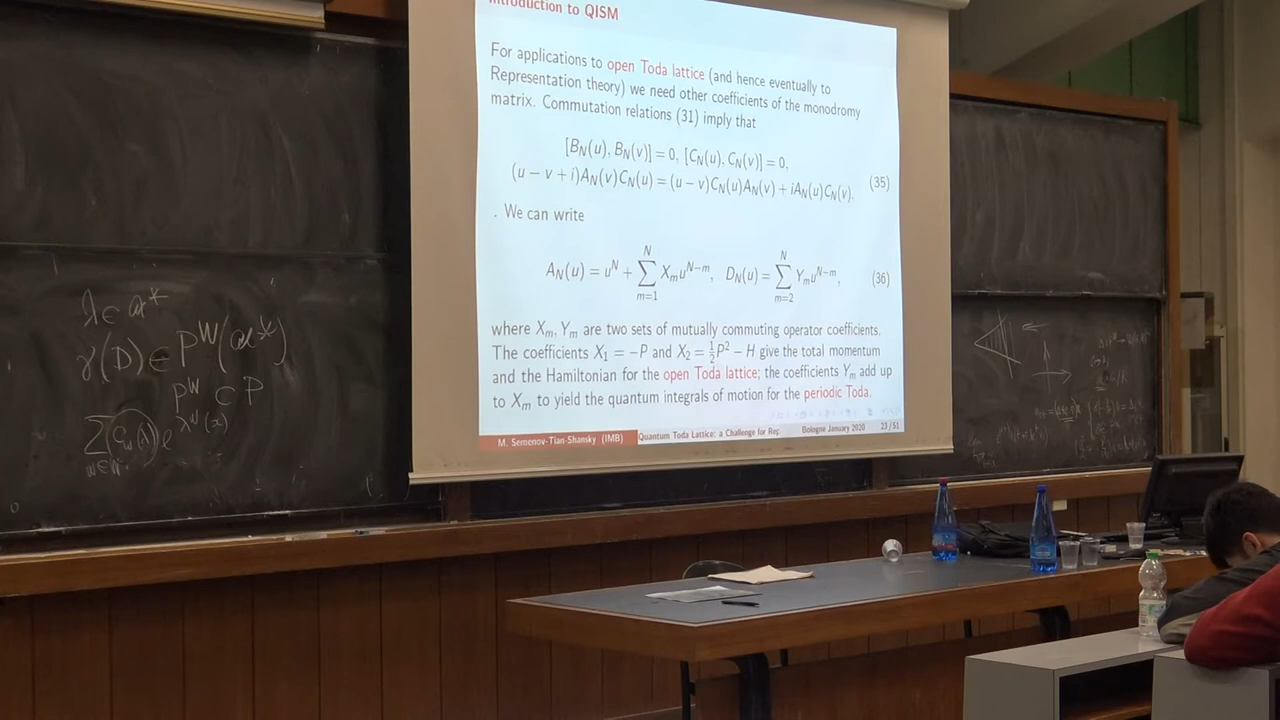 Introduction to QISM
For applications to open Toda lattice (and hence eventually to
Representation theory) we need other coefficients of the monodromy
matrix. Commutation relations (31) imply that
[B_N(u), B_N(v)] = 0, [C_N(u), C_N(v)] = 0,
(u − v + i)A_N(v)C_N(u) = (u − v)C_N(u)A_N(v) + iA_N(u)C_N(v). (35)
. We can write
A_N(u) = u^N + ∑_{m=1}^{N} X_m u^{N−m}, D_N(u) = ∑_{m=2}^{N} Y_m u^{N−m}, (36)
where X_m, Y_m are two sets of mutually commuting operator coefficients.
The coefficients X_1 = −P and X_2 = ½P² − H give the total momentum
and the Hamiltonian for the open Toda lattice; the coefficients Y_m add up
to X_m to yield the quantum integrals of motion for the periodic Toda.
M. Semenov-Tian-Shansky (IMB) Quantum Toda Lattice: a Challenge for Rep Bologne January 2020 23 / 51
λ ∈ a*
γ(D) ∈ P^W(a*)
P^W ⊂ P
∑_{w∈W} c_w(λ) e^{λ^w(x)}